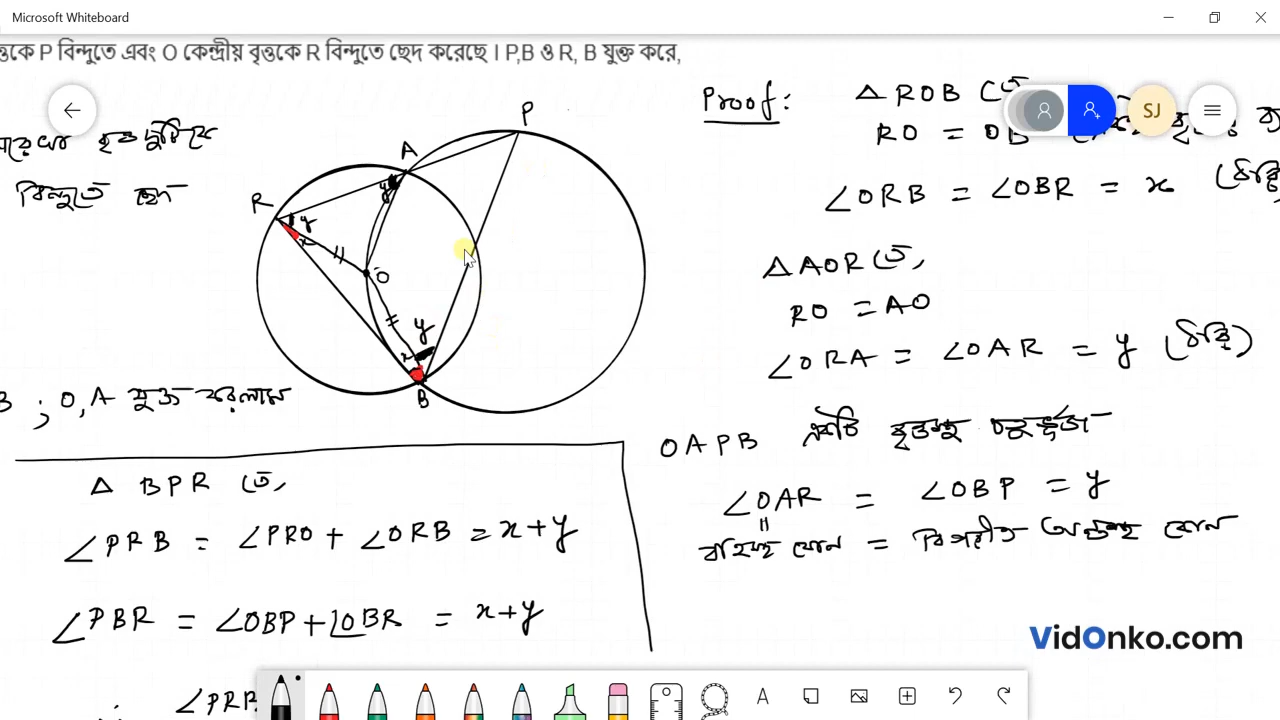 Microsoft Whiteboard
ত্তকে P বিন্দুতে এবং O কেন্দ্রীয় বৃত্তকে R বিন্দুতে ছেদ করেছে। P,B ও R, B যুক্ত করে,
বিন্দুতে ছেদ
B ; O, A যুক্ত করলাম
R
A
P
y
y
x
O
y
x
B
Proof: △ ROB তে
RO = OB
∠ORB = ∠OBR = x
△ AOR তে,
RO = AO
∠ORA = ∠OAR = y
OAPB একটি বৃত্তস্থ চতুর্ভুজ
∠OAR = ∠OBP = y
বহিঃস্থ কোন = বিপরীত অন্তঃস্থ কোন
△ BPR তে,
∠PRB = ∠PRO + ∠ORB = x+y
∠PBR = ∠OBP + ∠OBR = x+y
∴ ∠PRB
SJ
VidOnko.com
A